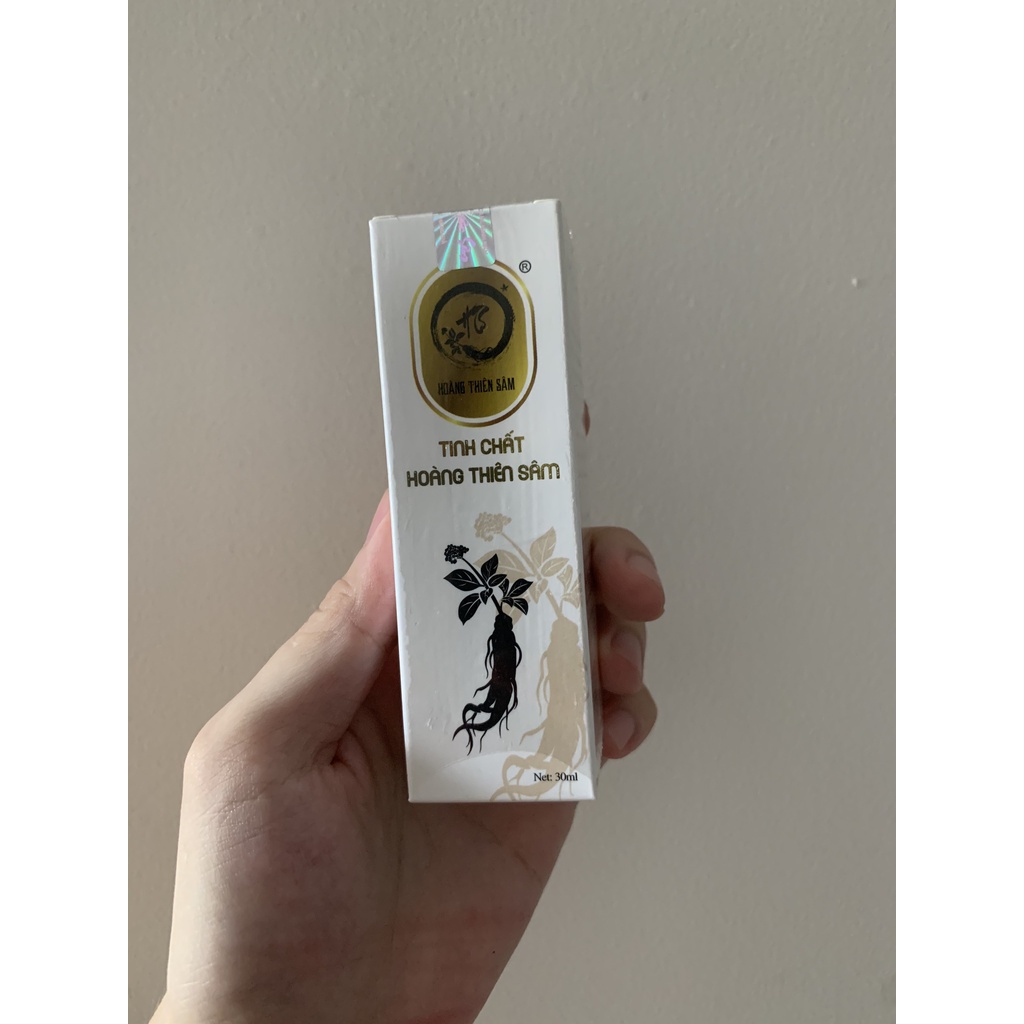 ®
HOÀNG THIÊN SÂM
TINH CHẤT
HOÀNG THIÊN SÂM
Net: 30ml